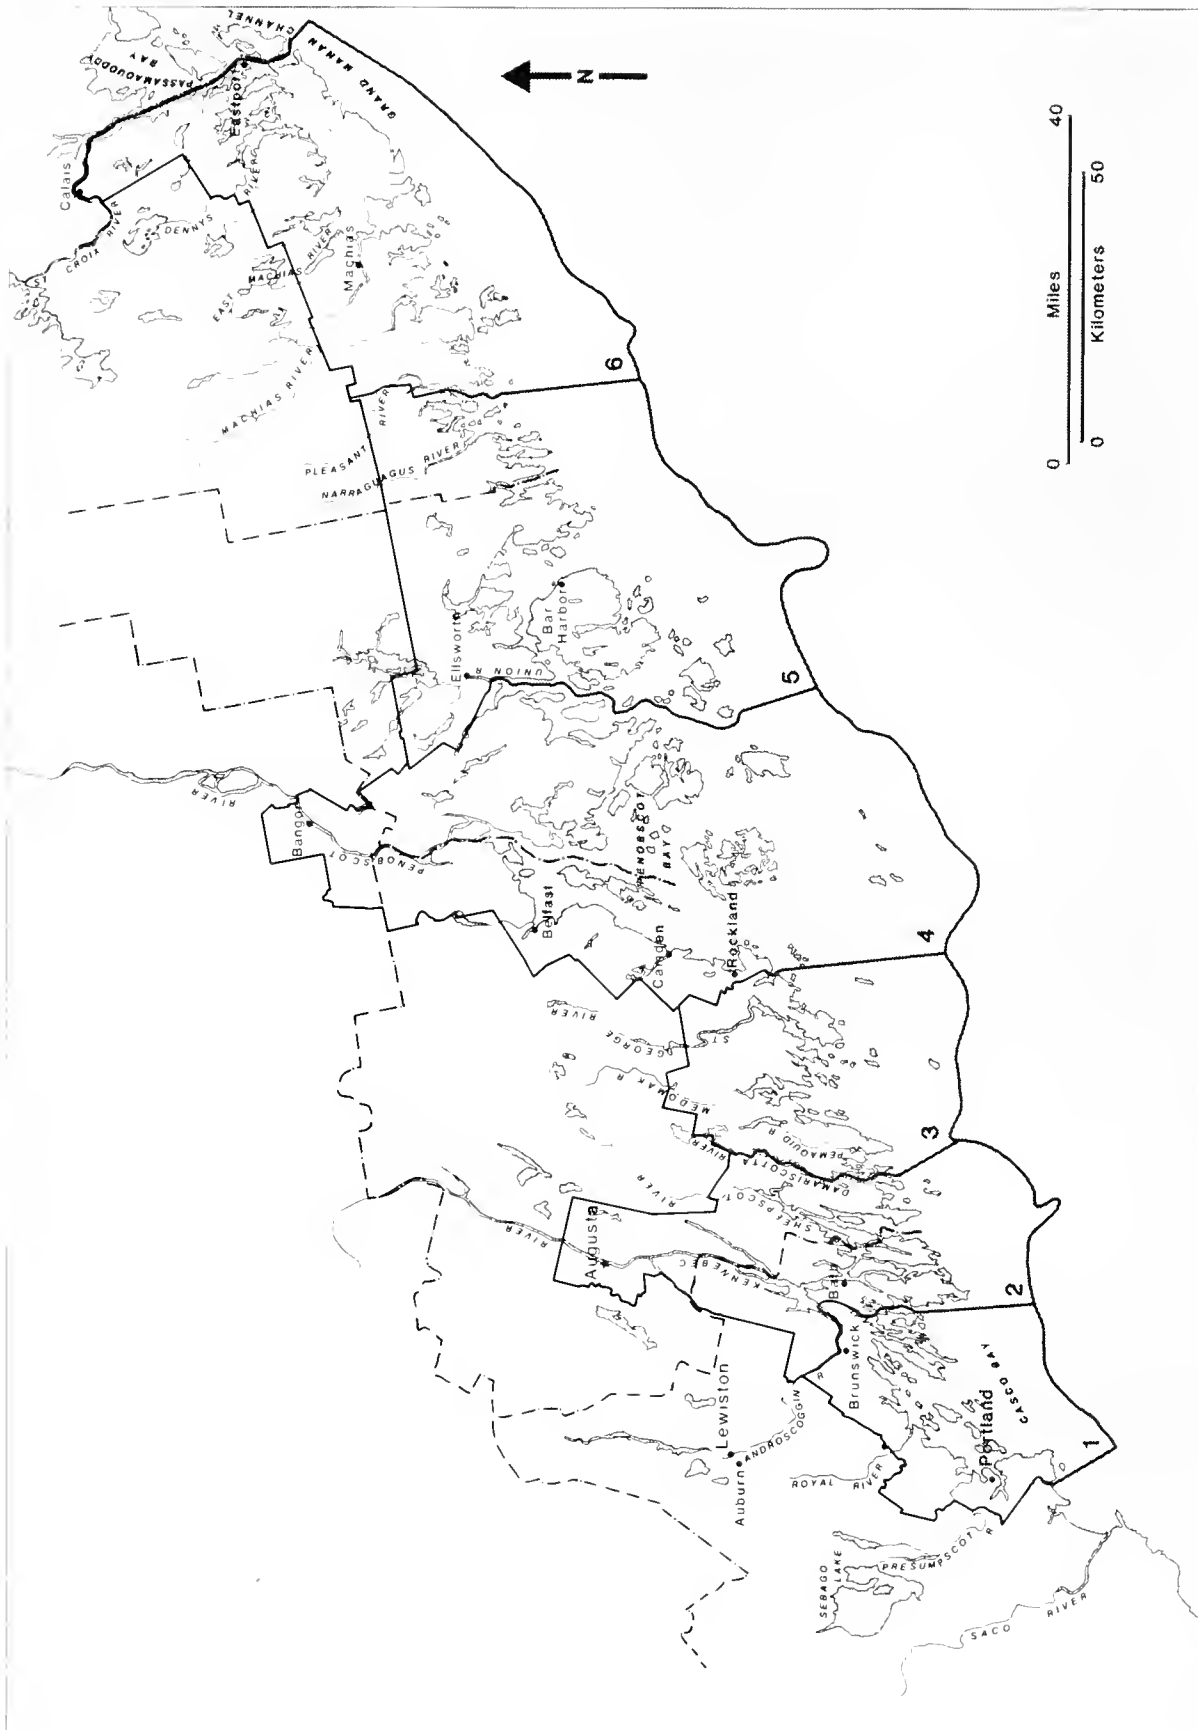 PASSAMAQUODDY
BAY
CHANNEL
GRAND MANAN
N
Calais
Eastport
ST CROIX RIVER
DENNYS RIVER
EAST MACHIAS RIVER
Machias
MACHIAS RIVER
PLEASANT RIVER
NARRAGUAGUS RIVER
6
0 Miles 40
0 Kilometers 50
Ellsworth
UNION R
Bar
Harbor
5
RIVER
Bangor
PENOBSCOT
PENOBSCOT
BAY
Belfast
Camden
Rockland
4
ST. GEORGE RIVER
MEDOMAK R
PEMAQUID R
DAMARISCOTTA RIVER
3
SHEEPSCOT RIVER
Augusta
KENNEBEC RIVER
Bath
2
Brunswick
Lewiston
Auburn
ANDROSCOGGIN R
ROYAL RIVER
CASCO BAY
Portland
1
PRESUMPSCOT R
SEBAGO
LAKE
SACO RIVER